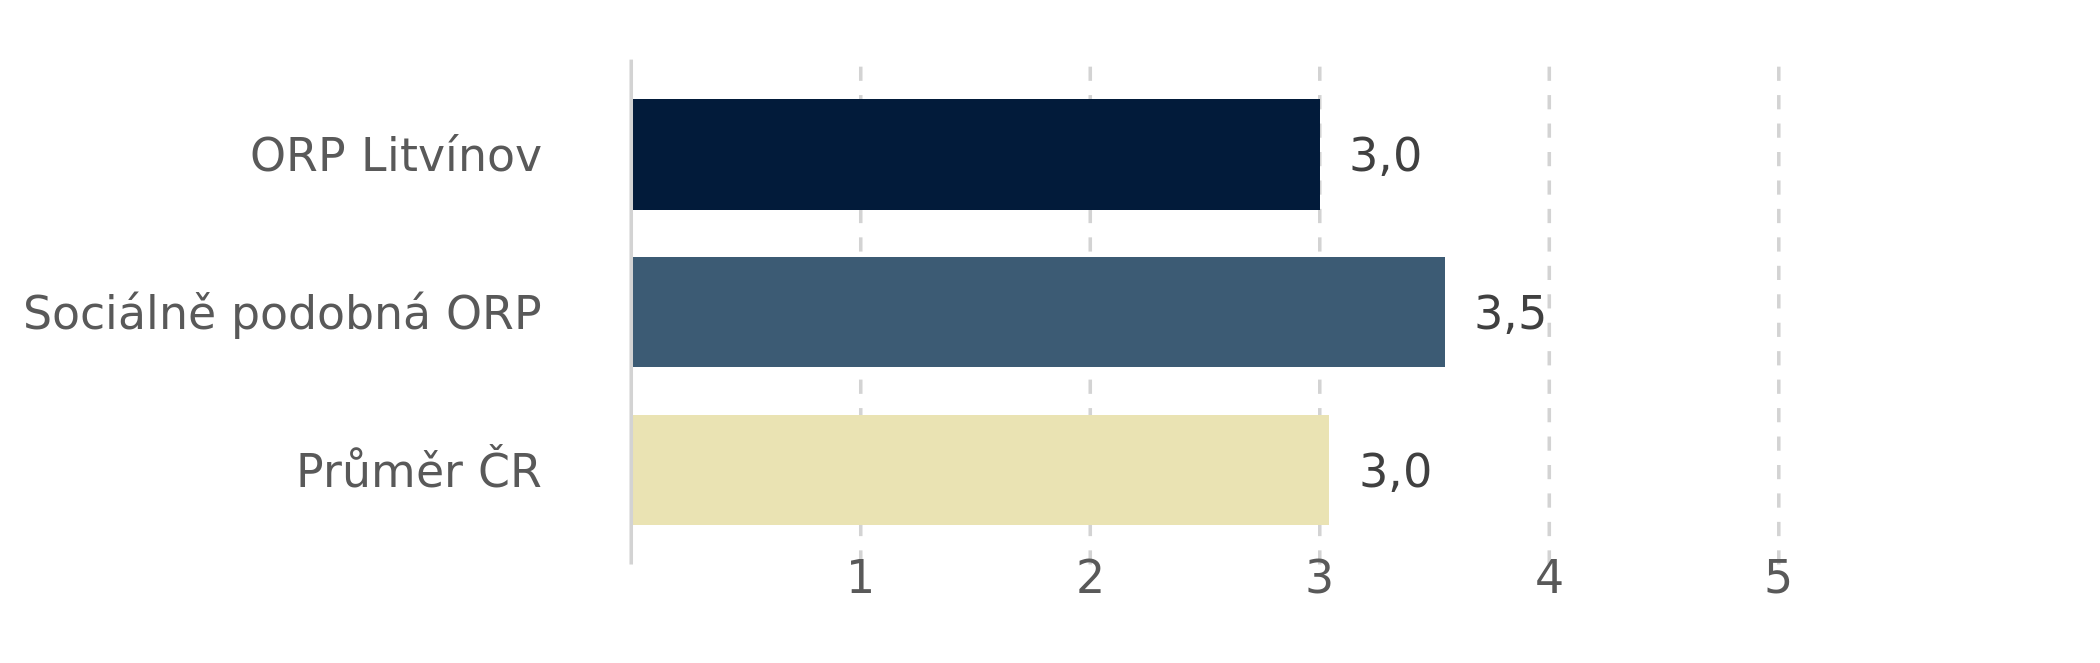 ORP Litvínov
3,0
Sociálně podobná ORP
3,5
Průměr ČR
3,0
1 2 3 4 5